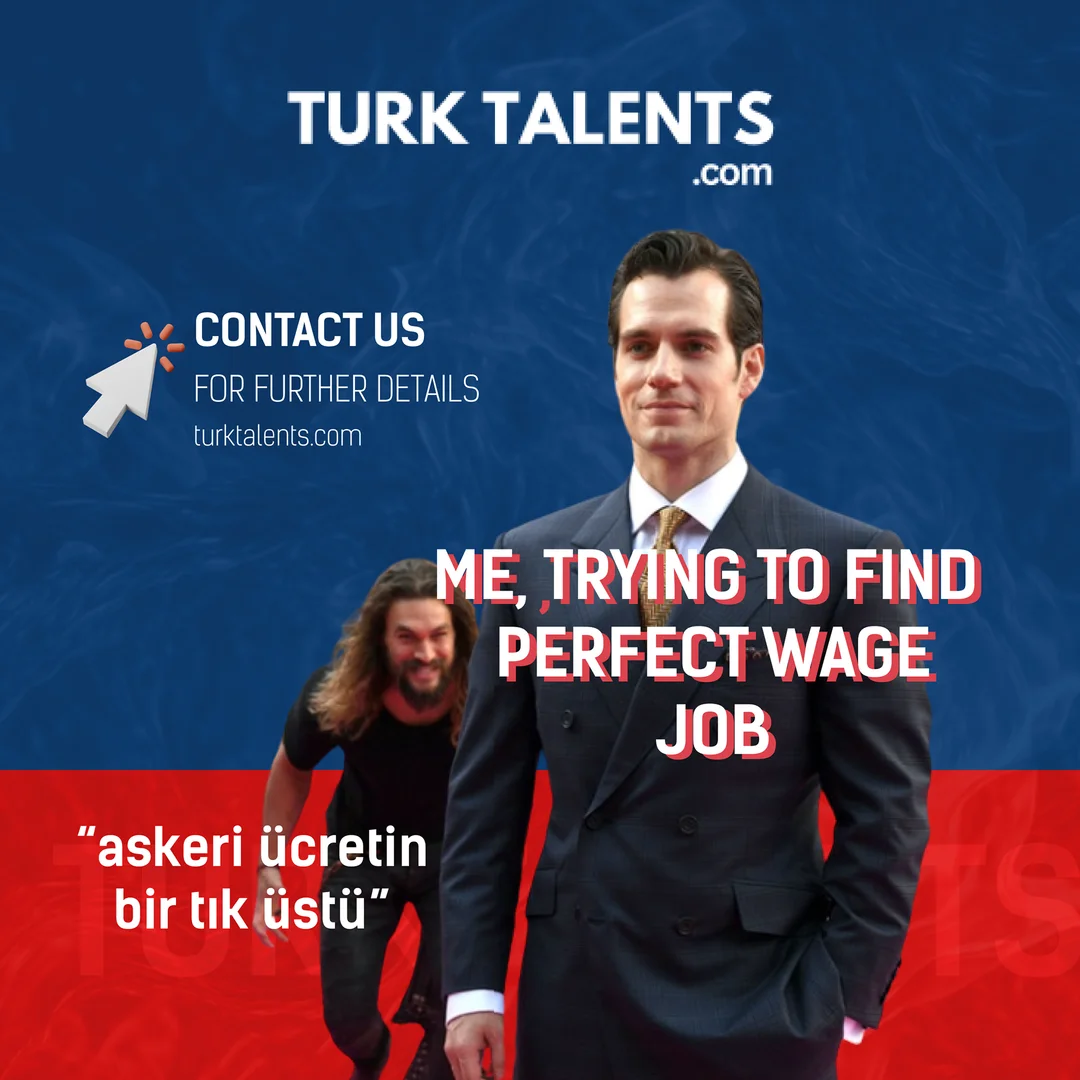 TURK TALENTS
.com
CONTACT US
FOR FURTHER DETAILS
turktalents.com
ME, TRYING TO FIND
PERFECT WAGE
JOB
“askeri ücretin
bir tık üstü”